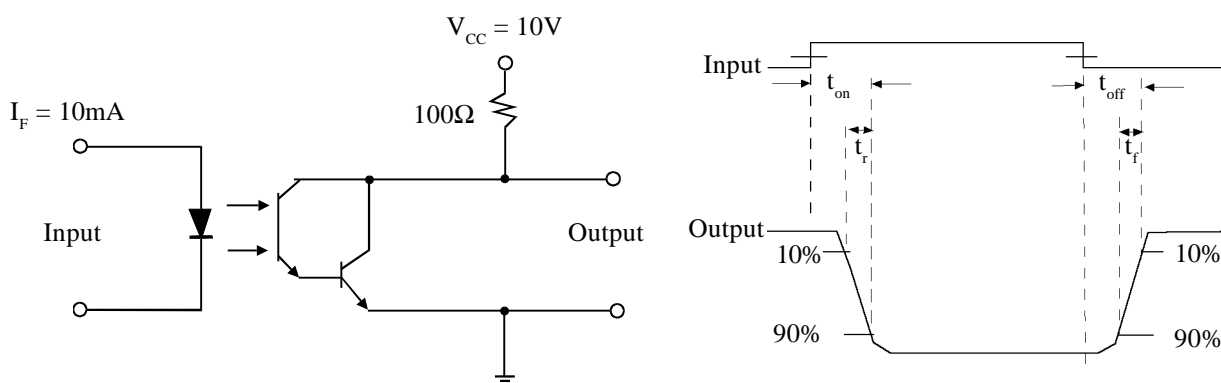 V_CC = 10V
100Ω
I_F = 10mA
Input
Output
Input
t_on
t_off
t_r
t_f
Output
10%
10%
90%
90%